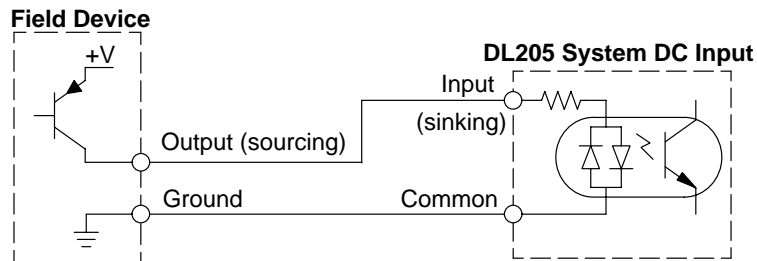 Field Device
+V
DL205 System DC Input
Input
(sinking)
Output (sourcing)
Ground
Common